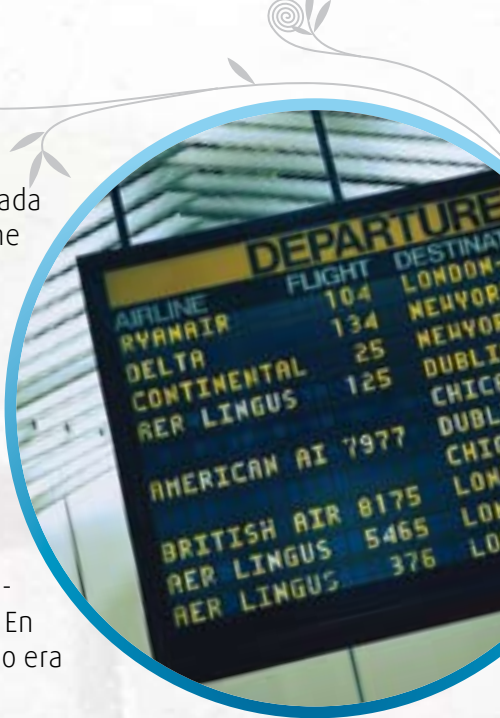 ada
ne
DEPARTURE
AIRLINE FLIGHT DESTINAT
RYANAIR 104 LONDON-
DELTA 134 NEWYOR
CONTINENTAL 25 NEWYOR
AER LINGUS 125 DUBLI
CHIC
AMERICAN AI 7977 DUBL
CHIC
BRITISH AIR 8175 LON
AER LINGUS 5465 LON
AER LINGUS 376 LO
-
En
o era